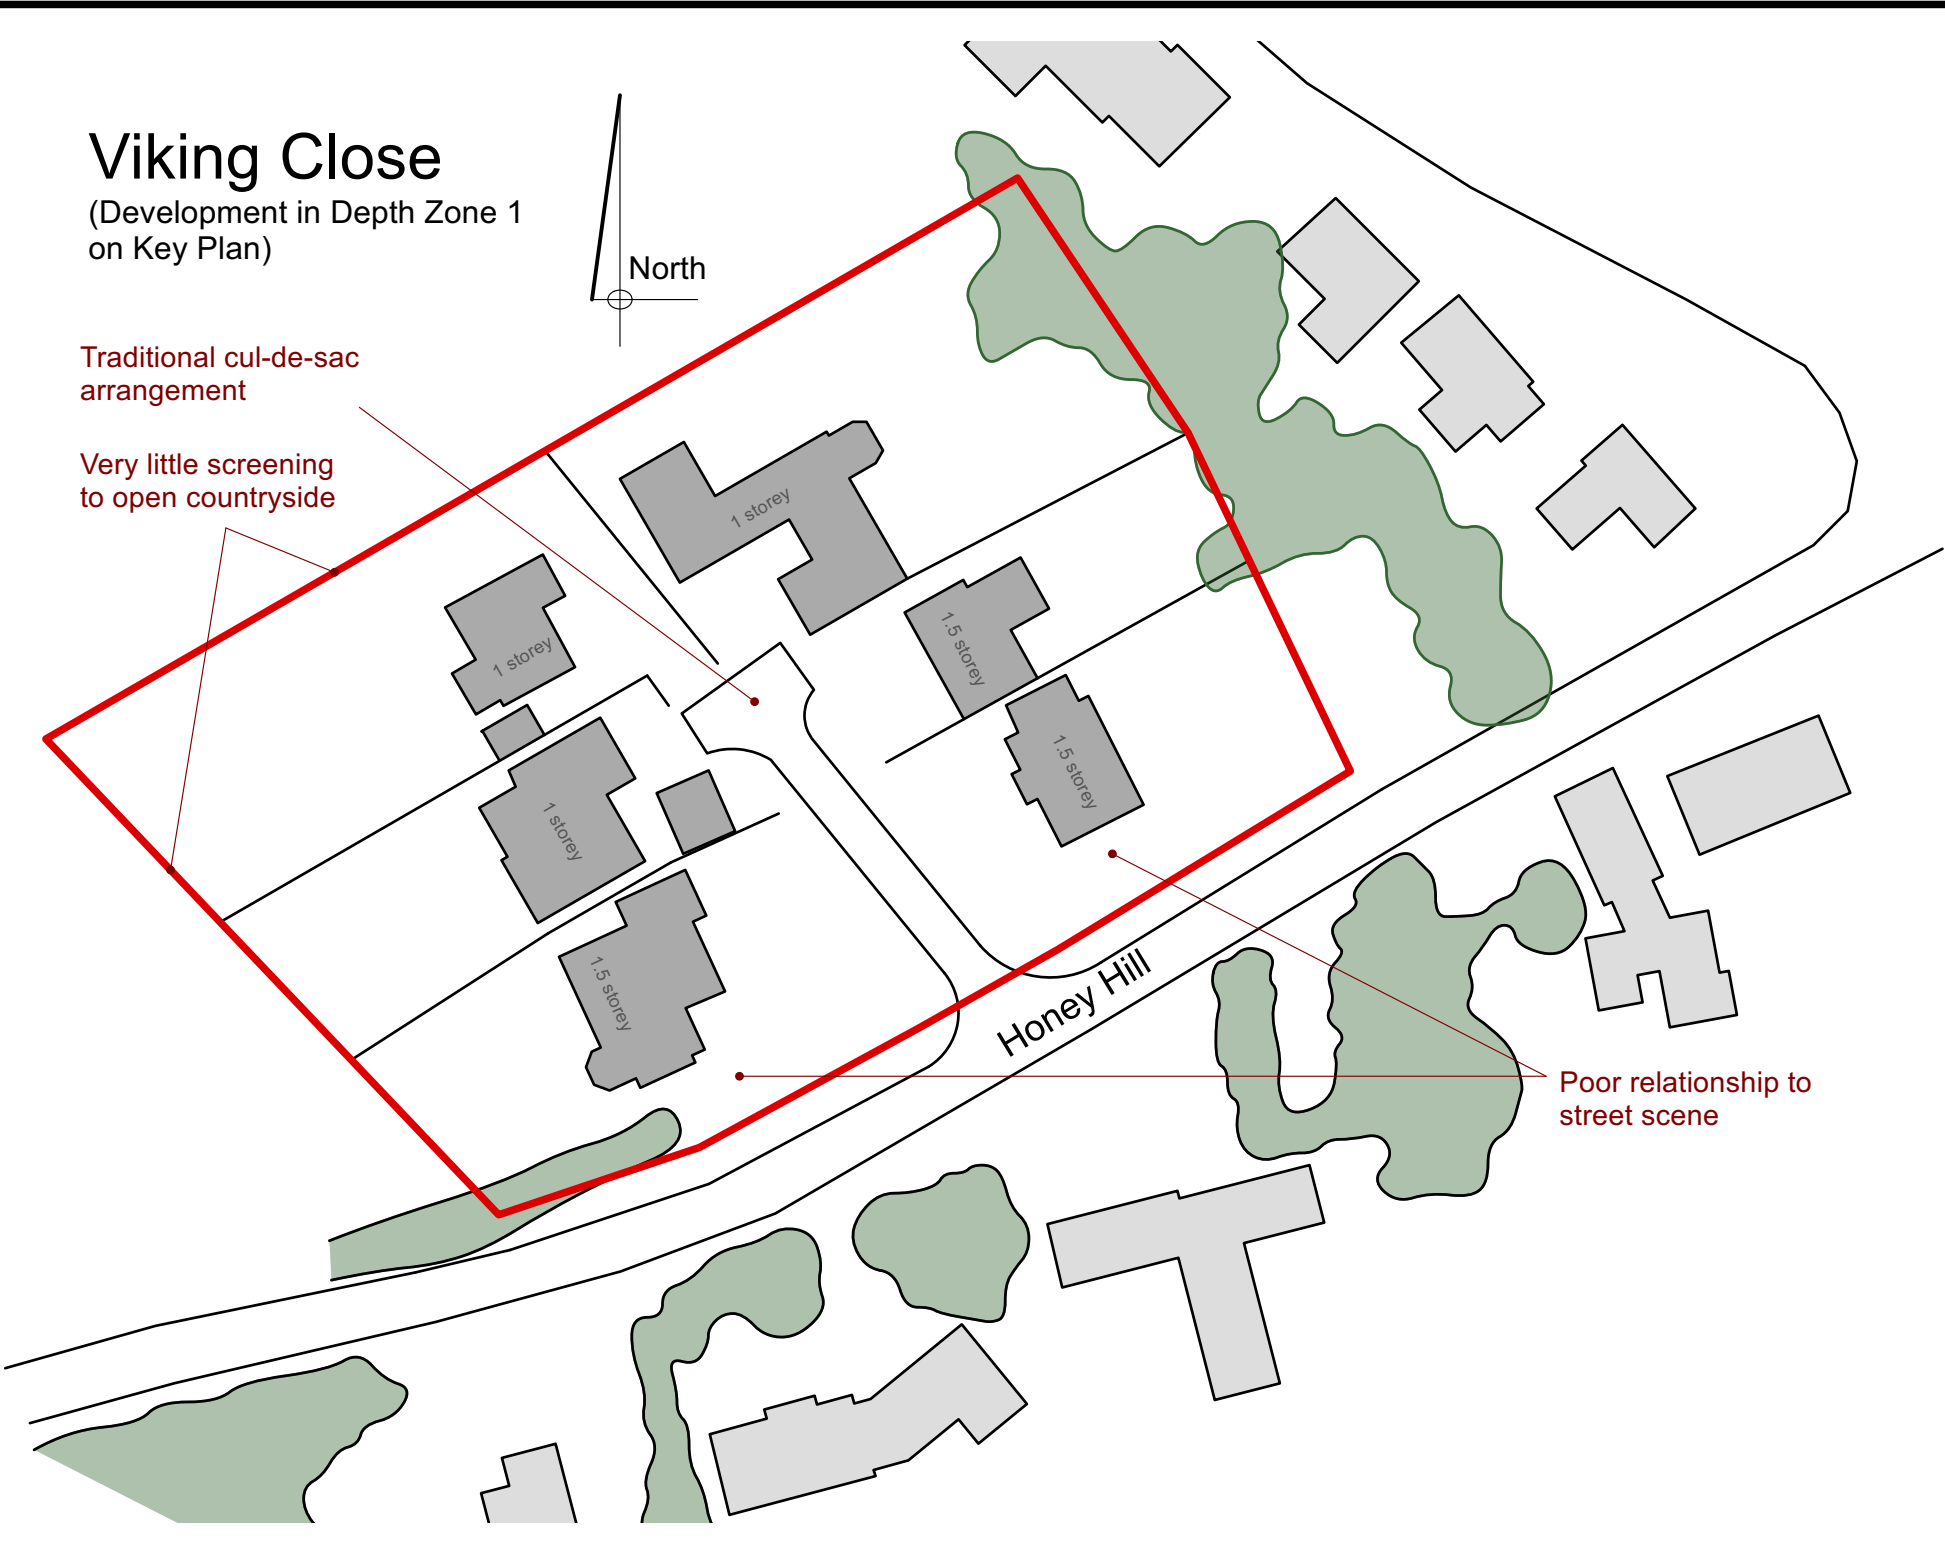 Viking Close
(Development in Depth Zone 1
on Key Plan)
North
Traditional cul-de-sac
arrangement
Very little screening
to open countryside
1 storey
1 storey
1.5 storey
1.5 storey
1 storey
1.5 storey
Honey Hill
Poor relationship to
street scene